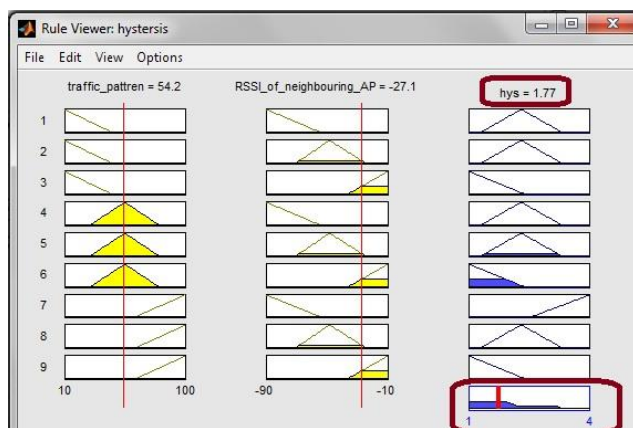 Rule Viewer: hystersis
File Edit View Options
traffic_pattren = 54.2 RSSI_of_neighbouring_AP = -27.1 hys = 1.77
1
2
3
4
5
6
7
8
9
10 100 -90 -10
1 4